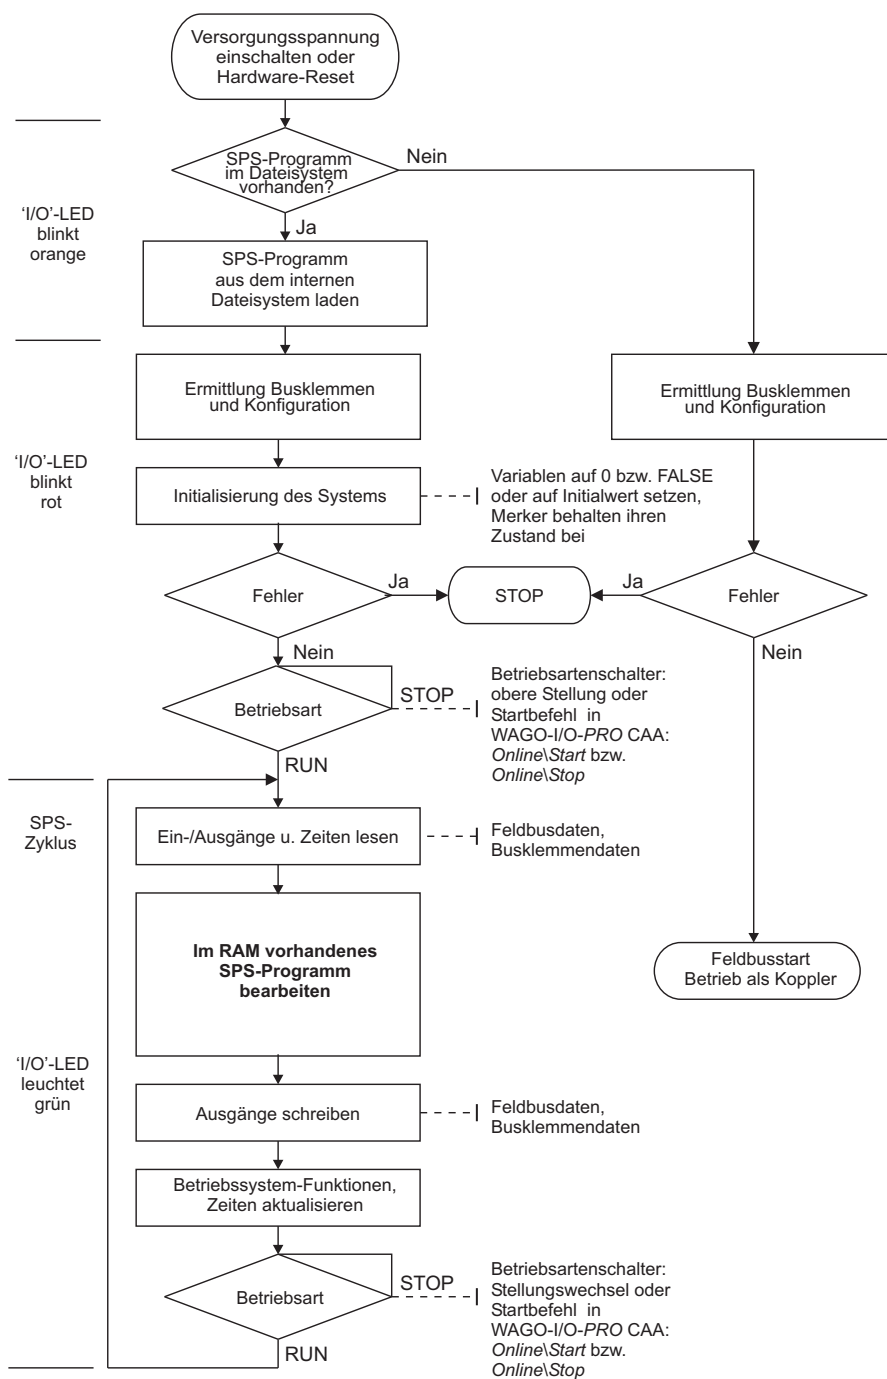 Versorgungsspannung
einschalten oder
Hardware-Reset
SPS-Programm
im Dateisystem
vorhanden?
Nein
'I/O'-LED
blinkt
orange
Ja
SPS-Programm
aus dem internen
Dateisystem laden
Ermittlung Busklemmen
und Konfiguration
Ermittlung Busklemmen
und Konfiguration
'I/O'-LED
blinkt
rot
Initialisierung des Systems
Variablen auf 0 bzw. FALSE
oder auf Initialwert setzen,
Merker behalten ihren
Zustand bei
Fehler
Ja
STOP
Ja
Fehler
Nein
Nein
Betriebsart
STOP
Betriebsartenschalter:
obere Stellung oder
Startbefehl in
WAGO-I/O-PRO CAA:
Online\Start bzw.
Online\Stop
RUN
SPS-
Zyklus
Ein-/Ausgänge u. Zeiten lesen
Feldbusdaten,
Busklemmendaten
Im RAM vorhandenes
SPS-Programm
bearbeiten
Feldbusstart
Betrieb als Koppler
'I/O'-LED
leuchtet
grün
Ausgänge schreiben
Feldbusdaten,
Busklemmendaten
Betriebssystem-Funktionen,
Zeiten aktualisieren
Betriebsart
STOP
Betriebsartenschalter:
Stellungswechsel oder
Startbefehl in
WAGO-I/O-PRO CAA:
Online\Start bzw.
Online\Stop
RUN